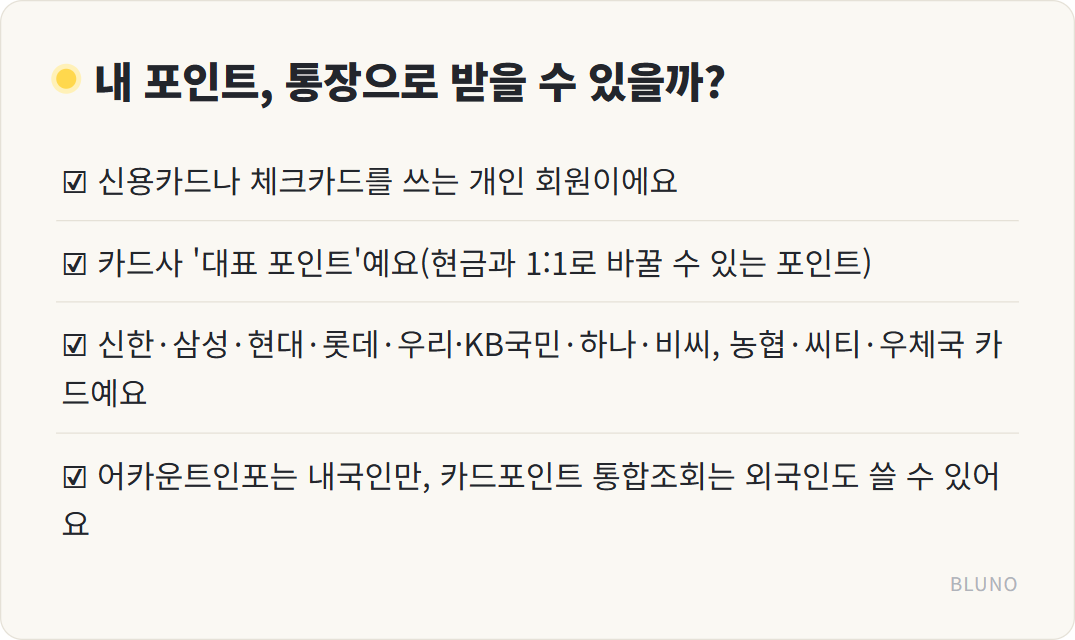 내 포인트, 통장으로 받을 수 있을까?
☑ 신용카드나 체크카드를 쓰는 개인 회원이에요
☑ 카드사 '대표 포인트'예요(현금과 1:1로 바꿀 수 있는 포인트)
☑ 신한·삼성·현대·롯데·우리·KB국민·하나·비씨, 농협·씨티·우체국 카
드예요
☑ 어카운트인포는 내국인만, 카드포인트 통합조회는 외국인도 쓸 수 있어
요
BLUNO